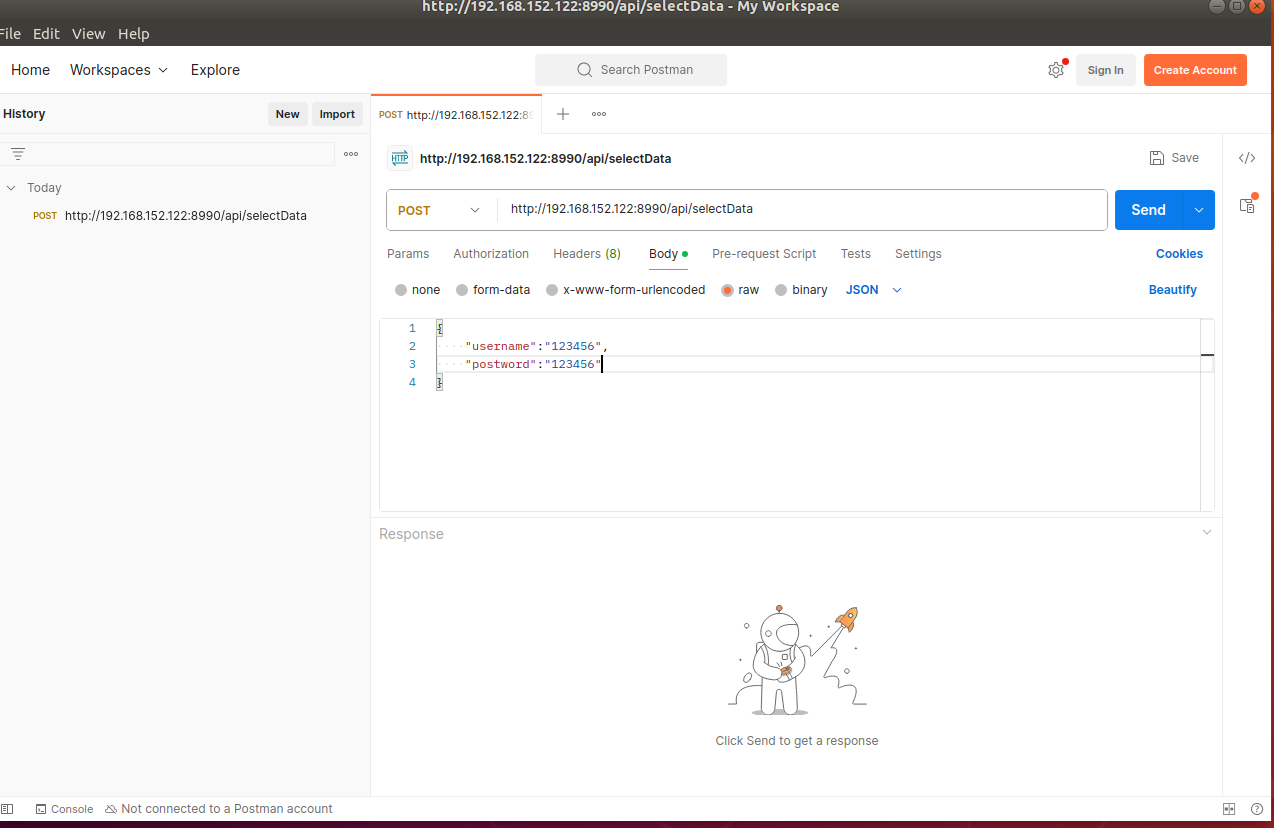 http://192.168.152.122:8990/api/selectData - My Workspace
File Edit View Help
Home Workspaces Explore Search Postman Sign In Create Account
History New Import
POST http://192.168.152.122:8
HTTP http://192.168.152.122:8990/api/selectData Save </>
Today
POST http://192.168.152.122:8990/api/selectData
POST http://192.168.152.122:8990/api/selectData Send
Params Authorization Headers (8) Body Pre-request Script Tests Settings Cookies
none form-data x-www-form-urlencoded raw binary JSON Beautify
1 {
2 "username":"123456",
3 "postword":"123456"
4 }
Response
Click Send to get a response
Console Not connected to a Postman account